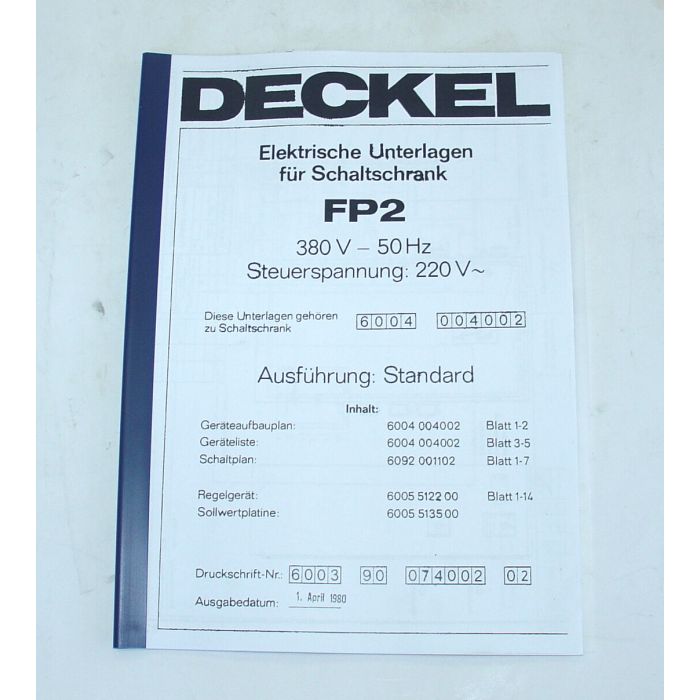 DECKEL
Elektrische Unterlagen
für Schaltschrank
FP2
380 V – 50 Hz
Steuerspannung: 220 V~
Diese Unterlagen gehören
zu Schaltschrank 6004 004002
Ausführung: Standard
Inhalt:
Geräteaufbauplan: 6004 004002 Blatt 1-2
Geräteliste: 6004 004002 Blatt 3-5
Schaltplan: 6092 001102 Blatt 1-7
Regelgerät: 6005 5122 00 Blatt 1-14
Sollwertplatine: 6005 5135 00
Druckschrift-Nr.: 6003 90 074002 02
Ausgabedatum: 1. April 1980